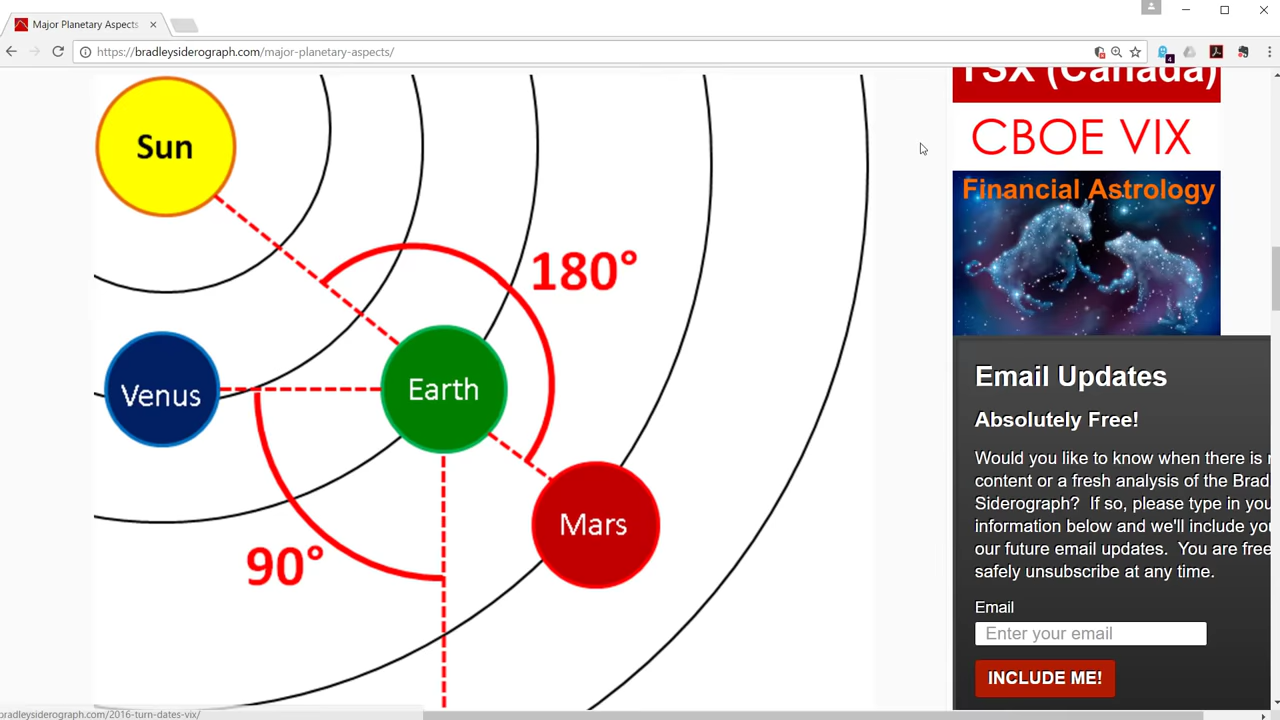 Major Planetary Aspects
https://bradleysiderograph.com/major-planetary-aspects/
4
Sun
180°
Venus
Earth
90°
Mars
TSX (Canada)
CBOE VIX
Financial Astrology
Email Updates
Absolutely Free!
Would you like to know when there is
content or a fresh analysis of the Brad
Siderograph? If so, please type in you
information below and we'll include you
our future email updates. You are free
safely unsubscribe at any time.
Email
Enter your email
INCLUDE ME!
bradleysiderograph.com/2016-turn-dates-vix/